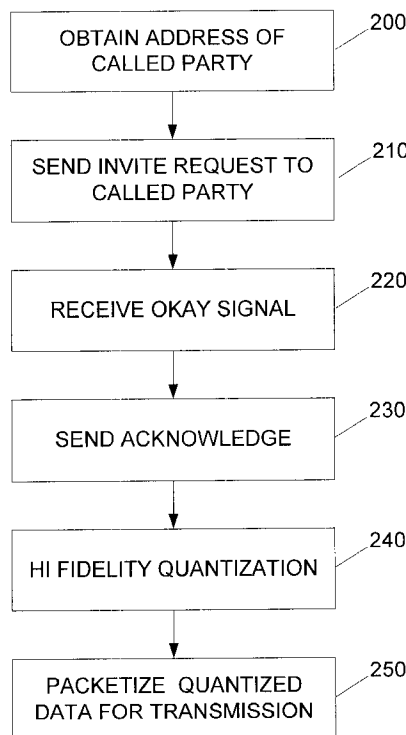 OBTAIN ADDRESS OF
CALLED PARTY
200
SEND INVITE REQUEST TO
CALLED PARTY
210
RECEIVE OKAY SIGNAL
220
SEND ACKNOWLEDGE
230
HI FIDELITY QUANTIZATION
240
PACKETIZE QUANTIZED
DATA FOR TRANSMISSION
250